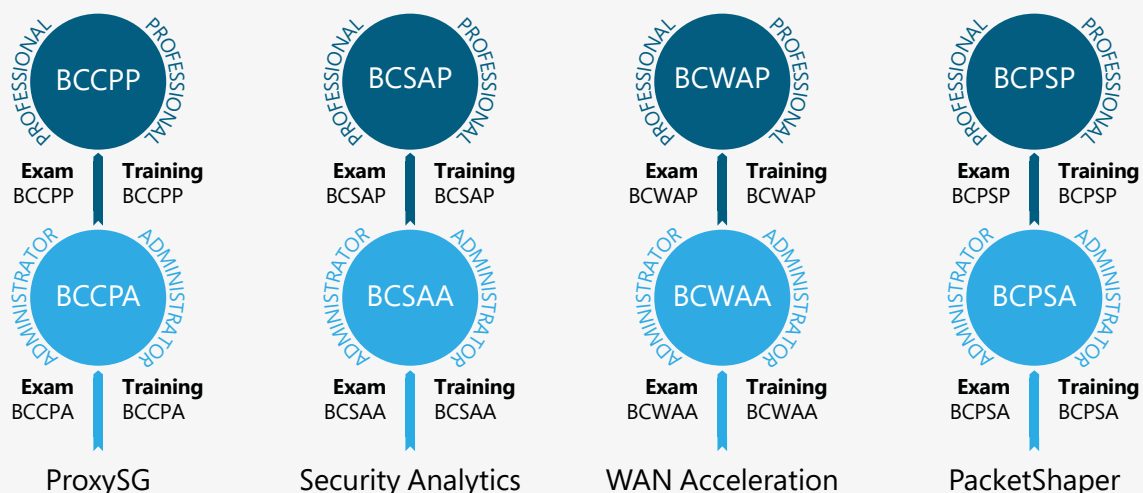 PROFESSIONAL PROFESSIONAL
BCCPP
Exam Training
BCCPP BCCPP
ADMINISTRATOR ADMINISTRATOR
BCCPA
Exam Training
BCCPA BCCPA
ProxySG
PROFESSIONAL PROFESSIONAL
BCSAP
Exam Training
BCSAP BCSAP
ADMINISTRATOR ADMINISTRATOR
BCSAA
Exam Training
BCSAA BCSAA
Security Analytics
PROFESSIONAL PROFESSIONAL
BCWAP
Exam Training
BCWAP BCWAP
ADMINISTRATOR ADMINISTRATOR
BCWAA
Exam Training
BCWAA BCWAA
WAN Acceleration
PROFESSIONAL PROFESSIONAL
BCPSP
Exam Training
BCPSP BCPSP
ADMINISTRATOR ADMINISTRATOR
BCPSA
Exam Training
BCPSA BCPSA
PacketShaper